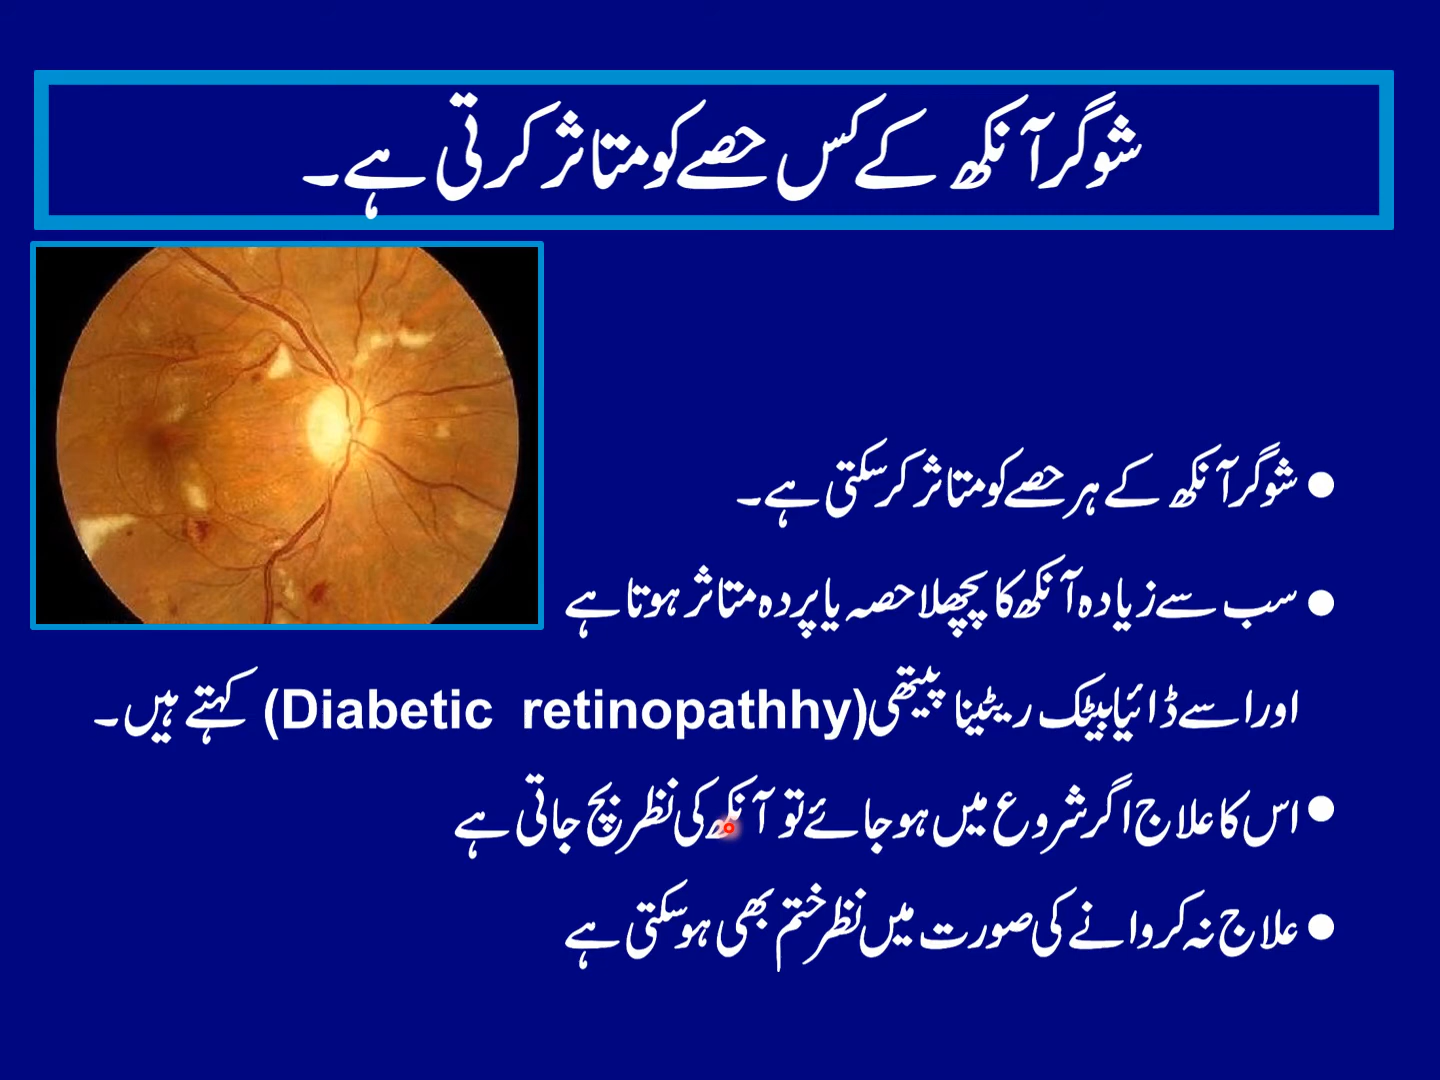 شوگر آنکھ کے کس حصے کو متاثر کرتی ہے۔
● شوگر آنکھ کے ہر حصے کو متاثر کر سکتی ہے۔
● سب سے زیادہ آنکھ کا پچھلا حصہ یا پردہ متاثر ہوتا ہے
اور اسے ڈائیابیٹک ریٹینا پیتھی (Diabetic retinopathhy) کہتے ہیں۔
● اس کا علاج اگر شروع میں ہو جائے تو آنکھ کی نظر بچ جاتی ہے
● علاج نہ کروانے کی صورت میں نظر ختم بھی ہو سکتی ہے